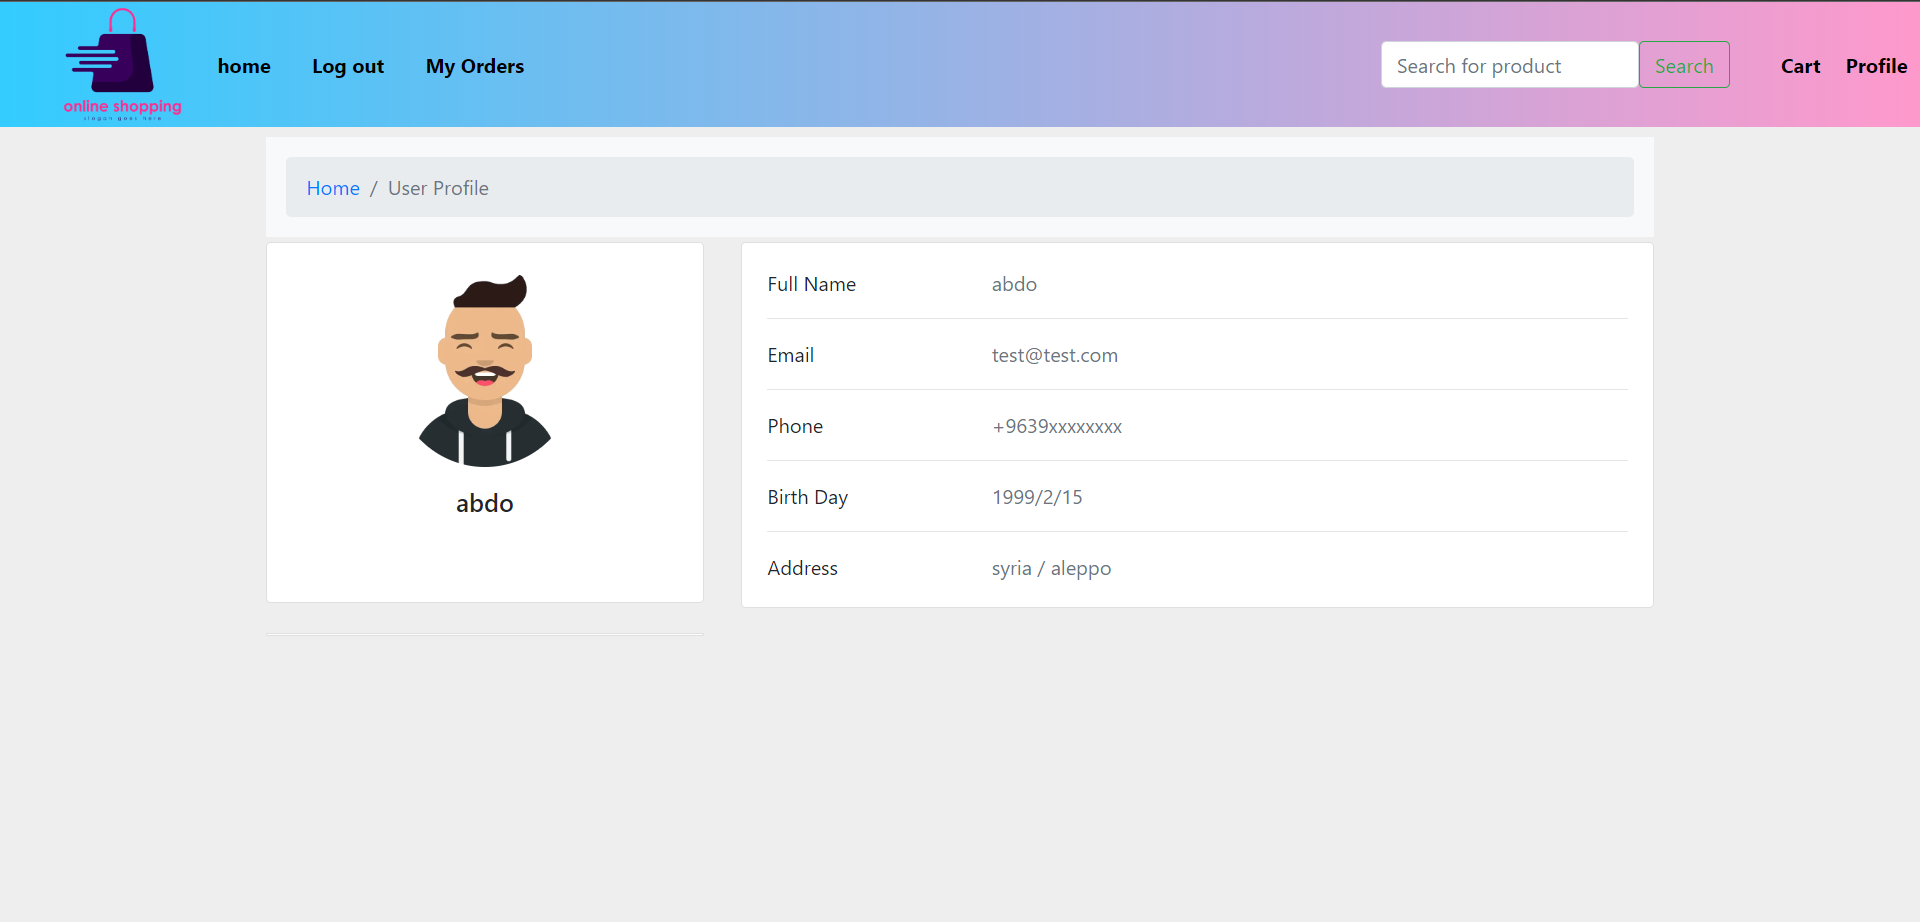 online shopping
slogan goes here
home
Log out
My Orders
Search for product
Search
Cart
Profile
Home / User Profile
abdo
Full Name abdo
Email test@test.com
Phone +9639xxxxxxxx
Birth Day 1999/2/15
Address syria / aleppo